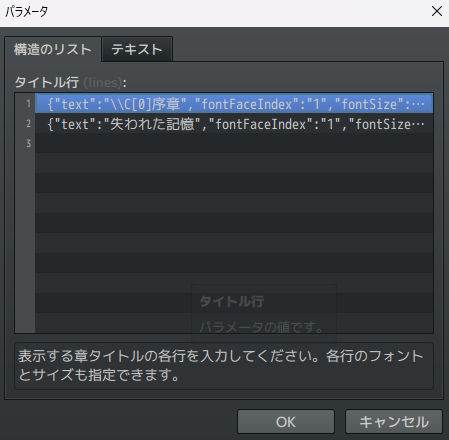 パラメータ
構造のリスト テキスト
タイトル行 (lines):
1 {"text":"\\C[0]序章","fontFaceIndex":"1","fontSize":…
2 {"text":"失われた記憶","fontFaceIndex":"1","fontSize…
3
タイトル行
パラメータの値です。
表示する章タイトルの各行を入力してください。各行のフォント
とサイズも指定できます。
OK キャンセル